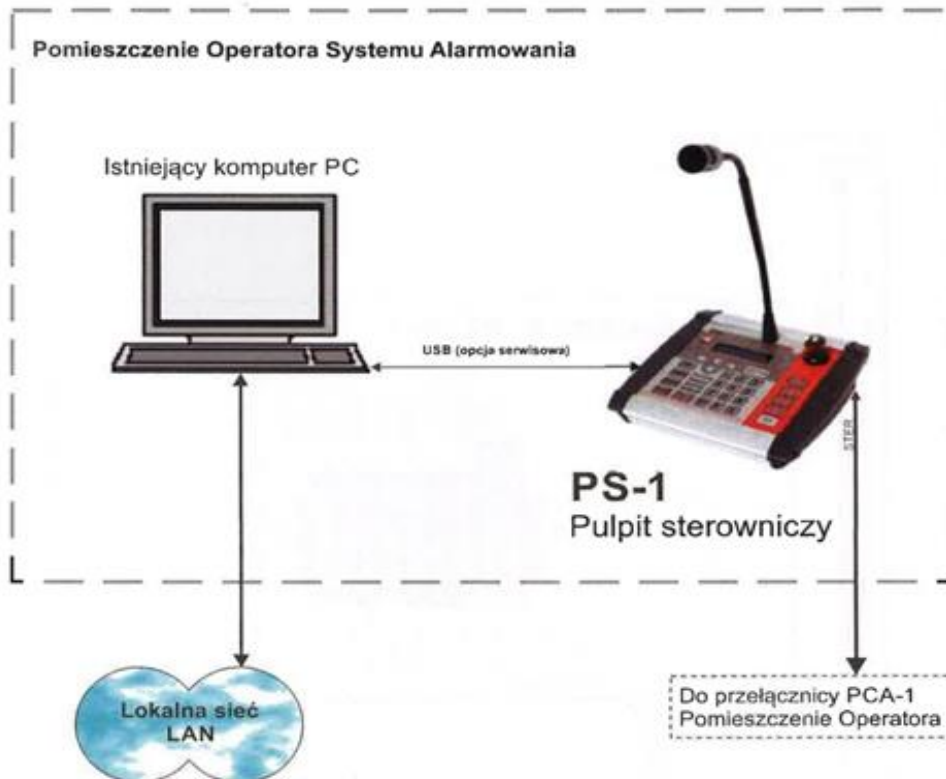 Pomieszczenie Operatora Systemu Alarmowania
Istniejący komputer PC
USB (opcja serwisowa)
STER
PS-1
Pulpit sterowniczy
Lokalna sieć
LAN
Do przełącznicy PCA-1
Pomieszczenie Operatora